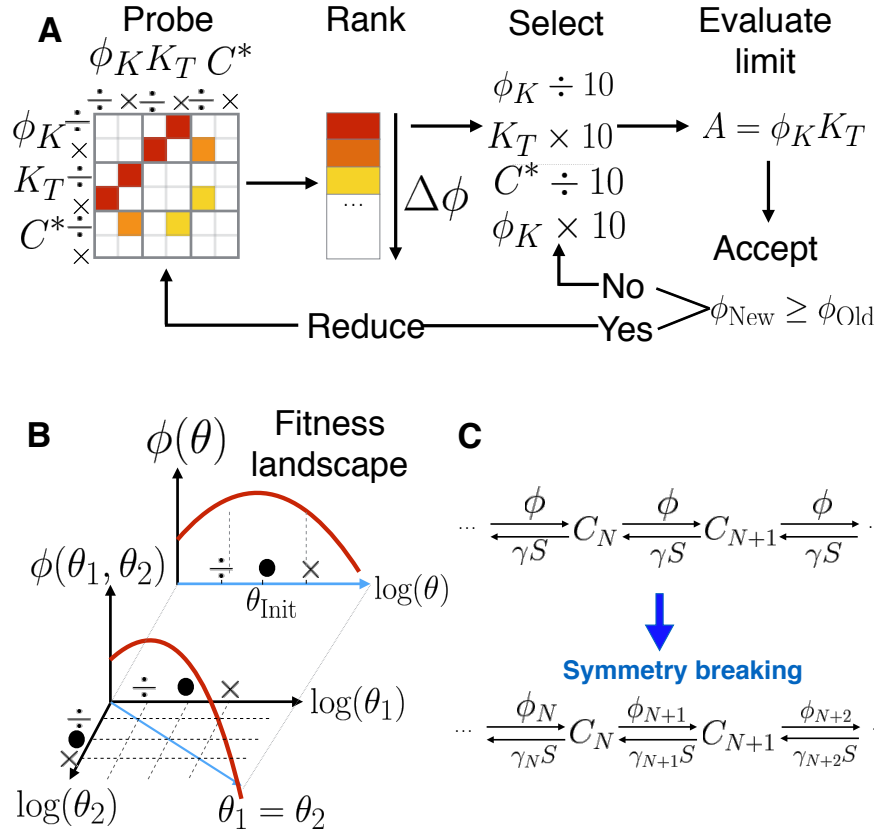 A
Probe
Rank
Select
Evaluate
limit
ϕ_K K_T C*
÷ × ÷ × ÷ ×
ϕ_K ÷
×
K_T ÷
×
C* ÷
×
...
Δϕ
ϕ_K ÷ 10
K_T × 10
C* ÷ 10
ϕ_K × 10
A = ϕ_K K_T
Accept
ϕ_New ≥ ϕ_Old
No
Yes
Reduce
B
Fitness
landscape
ϕ(θ)
÷ ×
θ_Init
log(θ)
ϕ(θ_1, θ_2)
÷ ×
log(θ_1)
÷
×
log(θ_2)
θ_1 = θ_2
C
... ϕ C_N ϕ C_{N+1} ϕ
γS γS γS
Symmetry breaking
... ϕ_N C_N ϕ_{N+1} C_{N+1} ϕ_{N+2}
γ_N S γ_{N+1} S γ_{N+2} S